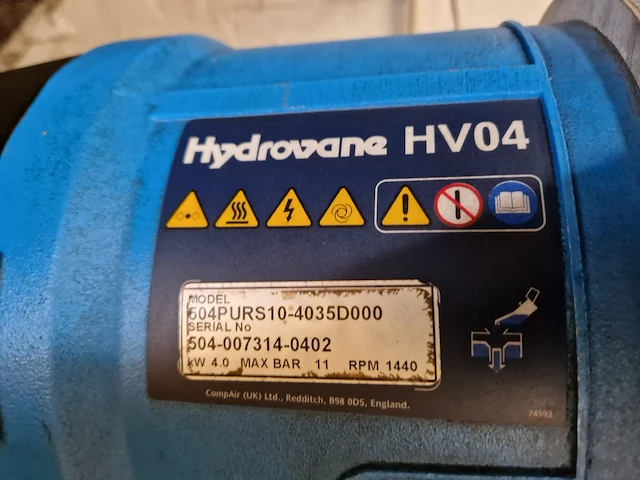 Hydrovane HV04
MODEL
504PURS10-4035D000
SERIAL No
504-007314-0402
kW 4.0 MAX BAR 11 RPM 1440
CompAir (UK) Ltd., Redditch, B98 0DS, England.
74592